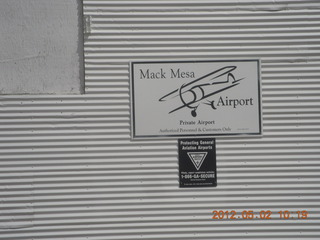 Mack Mesa
Airport
Private Airport
Authorized Personnel & Customers Only
Protecting General
Aviation Airports
1-866-GA-SECURE
2012.06.02 10:18